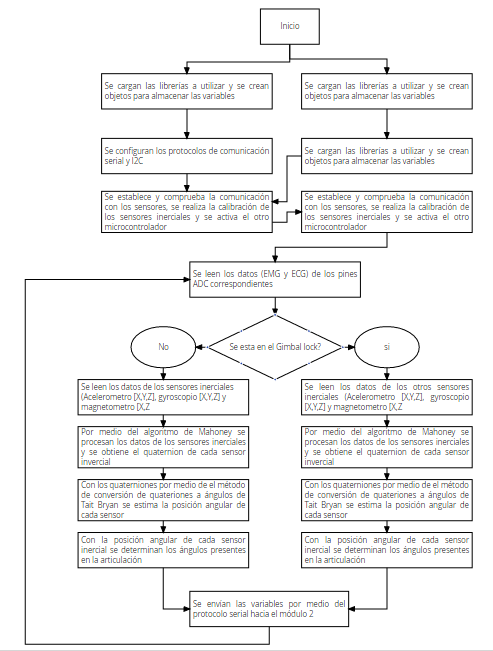 Inicio
Se cargan las librerias a utilizar y se crean
objetos para almacenar las variables
Se cargan las librerias a utilizar y se crean
objetos para almacenar las variables
Se configuran los protocolos de comunicación
serial y I2C
Se cargan las librerias a utilizar y se crean
objetos para almacenar las variables
Se establece y comprueba la comunicación
con los sensores, se realiza la calibración de
los sensores inerciales y se activa el otro
microcontrolador
Se establece y comprueba la comunicación
con los sensores, se realiza la calibración de
los sensores inerciales y se activa el otro
microcontrolador
Se leen los datos (EMG y ECG) de los pines
ADC correspondientes
No
Se esta en el Gimbal lock?
si
Se leen los datos de los sensores inerciales
(Acelerometro [X,Y,Z], gyroscopio [X,Y,Z] y
magnetometro [X,Z
Se leen los datos de los otros sensores
inerciales (Acelerometro [X,Y,Z], gyroscopio
[X,Y,Z] y magnetometro [X,Z
Por medio del algoritmo de Mahoney se
procesan los datos de los sensores inerciales
y se obtiene el quaternion de cada sensor
invercial
Por medio del algoritmo de Mahoney se
procesan los datos de los sensores inerciales
y se obtiene el quaternion de cada sensor
invercial
Con los quaterniones por medio de el método
de conversión de quateriones a ángulos de
Tait Bryan se estima la posición angular de
cada sensor
Con los quaterniones por medio de el método
de conversión de quateriones a ángulos de
Tait Bryan se estima la posición angular de
cada sensor
Con la posición angular de cada sensor
inercial se determinan los ángulos presentes
en la articulación
Con la posición angular de cada sensor
inercial se determinan los ángulos presentes
en la articulación
Se envían las variables por medio del
protocolo serial hacia el módulo 2